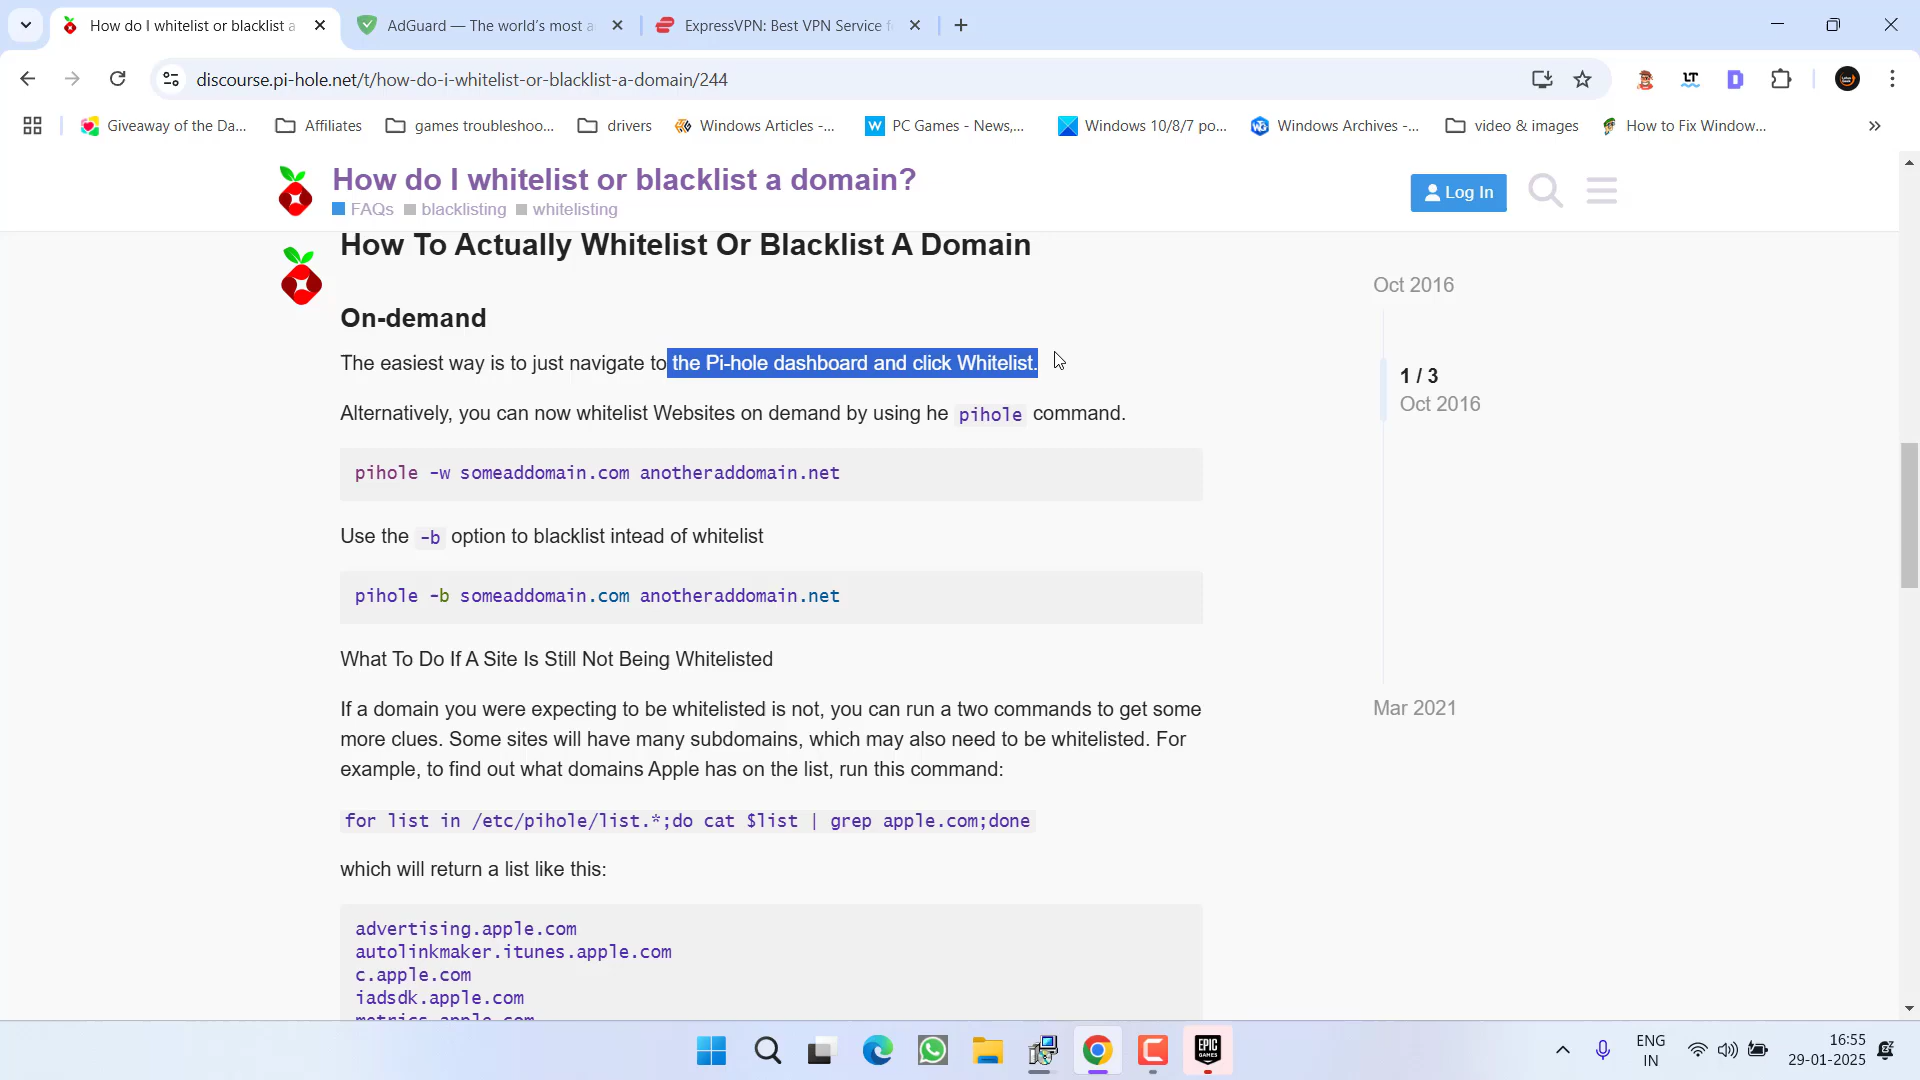 How do I whitelist or blacklist a
AdGuard — The world's most a
ExpressVPN: Best VPN Service f
discourse.pi-hole.net/t/how-do-i-whitelist-or-blacklist-a-domain/244
Giveaway of the Da...
Affiliates
games troubleshoo...
drivers
Windows Articles -...
PC Games - News,...
Windows 10/8/7 po...
Windows Archives -...
video & images
How to Fix Window...
How do I whitelist or blacklist a domain?
FAQs blacklisting whitelisting
Log In
How To Actually Whitelist Or Blacklist A Domain
On-demand
The easiest way is to just navigate to the Pi-hole dashboard and click Whitelist.
Alternatively, you can now whitelist Websites on demand by using he pihole command.
pihole -w someaddomain.com anotheraddomain.net
Use the -b option to blacklist intead of whitelist
pihole -b someaddomain.com anotheraddomain.net
What To Do If A Site Is Still Not Being Whitelisted
If a domain you were expecting to be whitelisted is not, you can run a two commands to get some
more clues. Some sites will have many subdomains, which may also need to be whitelisted. For
example, to find out what domains Apple has on the list, run this command:
for list in /etc/pihole/list.*;do cat $list | grep apple.com;done
which will return a list like this:
advertising.apple.com
autolinkmaker.itunes.apple.com
c.apple.com
iadsdk.apple.com
metrics.apple.com
Oct 2016
1 / 3
Oct 2016
Mar 2021
EPIC
GAMES
ENG
IN
16:55
29-01-2025